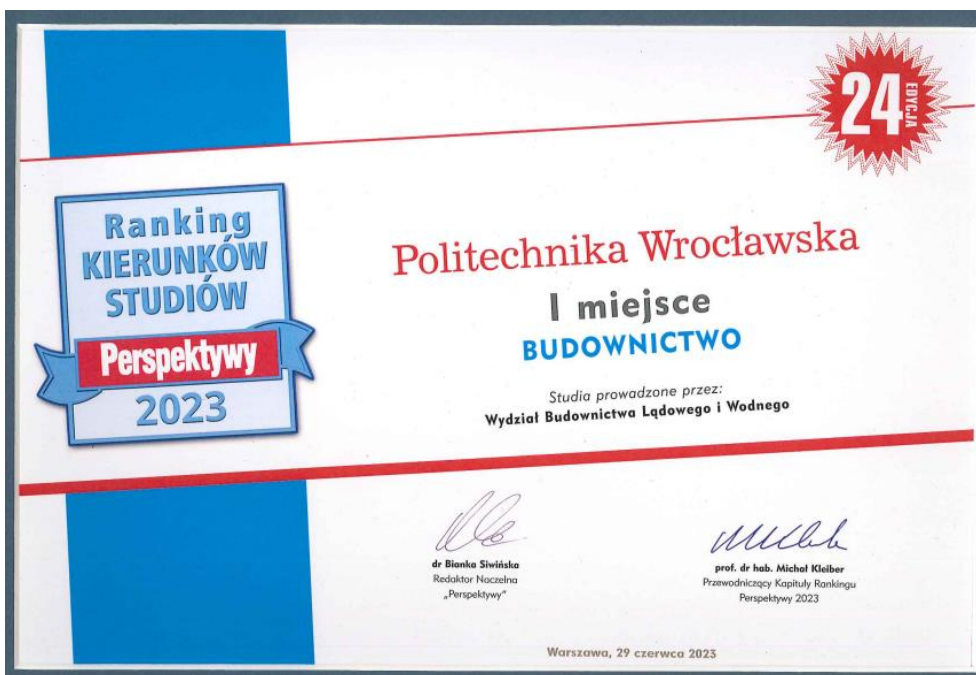 24
EDYCJA
Ranking
KIERUNKÓW
STUDIÓW
Perspektywy
2023
Politechnika Wrocławska
I miejsce
BUDOWNICTWO
Studia prowadzone przez:
Wydział Budownictwa Lądowego i Wodnego
dr Bianka Siwińska
Redaktor Naczelna
„Perspektywy”
prof. dr hab. Michał Kleiber
Przewodniczący Kapituły Rankingu
Perspektywy 2023
Warszawa, 29 czerwca 2023